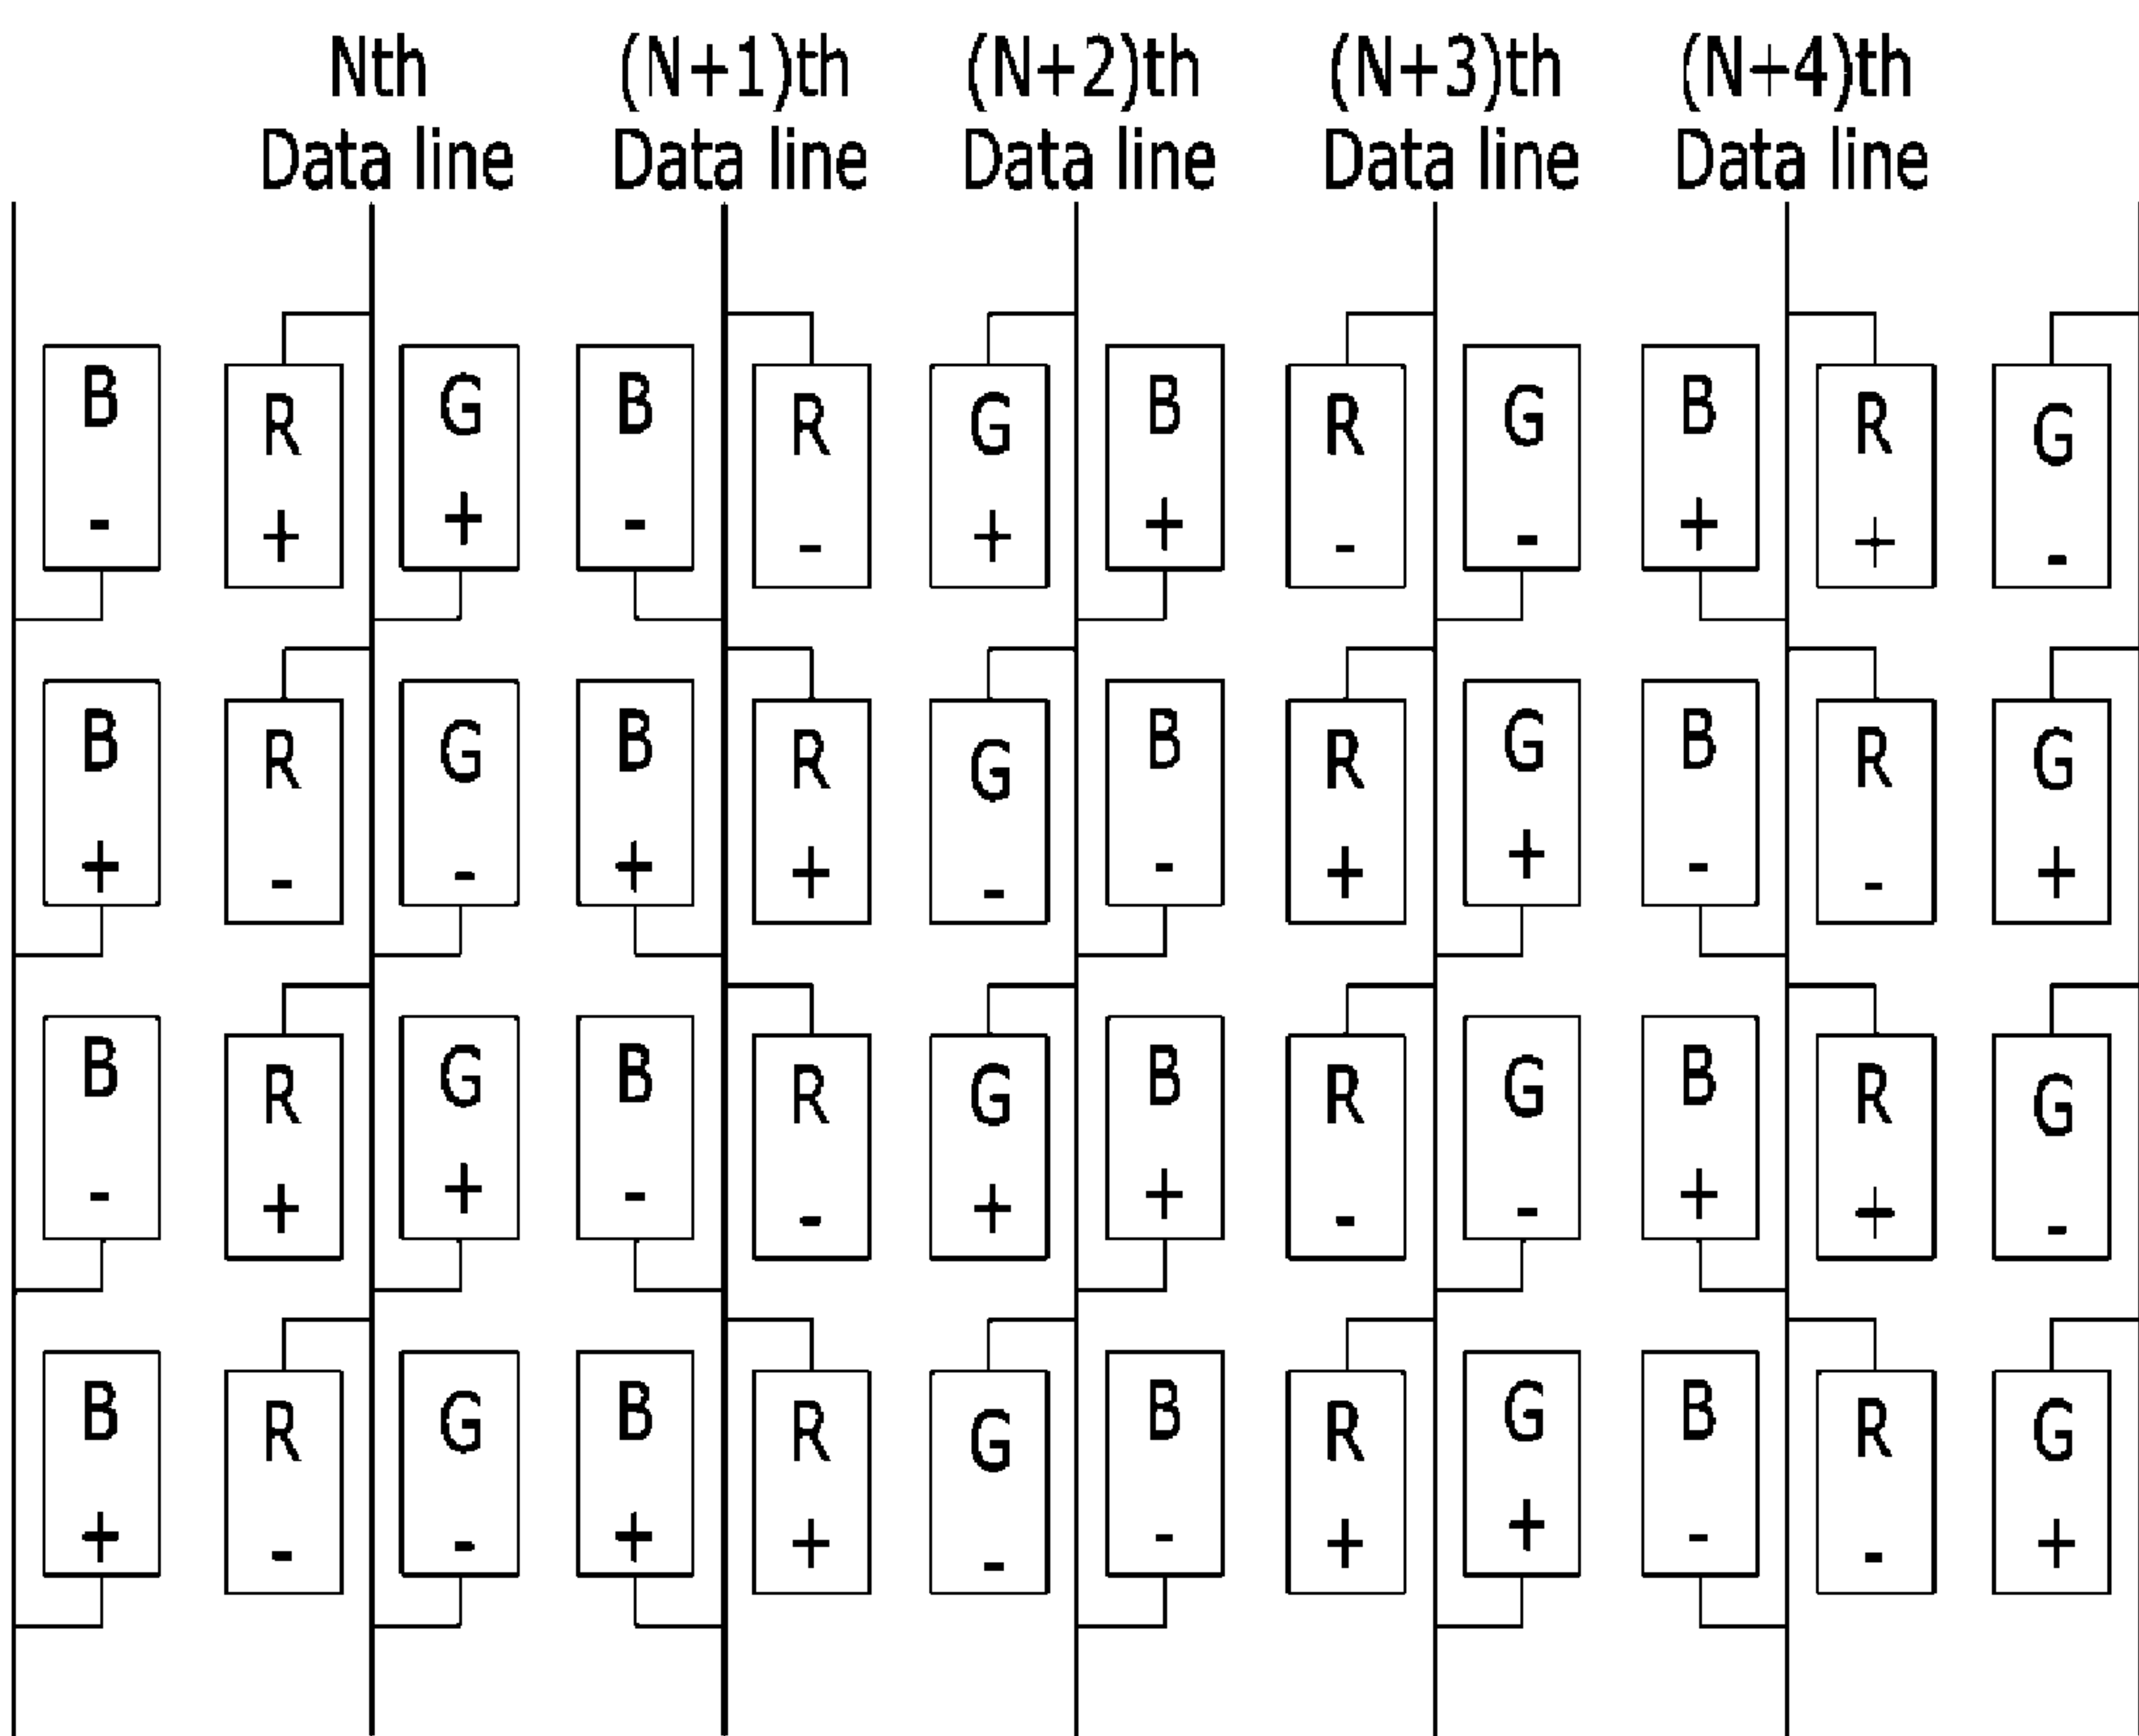 Nth (N+1)th (N+2)th (N+3)th (N+4)th
Data line Data line Data line Data line Data line
B R G B R G B R G B R G
- + + - - + + - - + + -
B R G B R G B R G B R G
+ - - + + - - + + - - +
B R G B R G B R G B R G
- + + - - + + - - + + -
B R G B R G B R G B R G
+ - - + + - - + + - - +